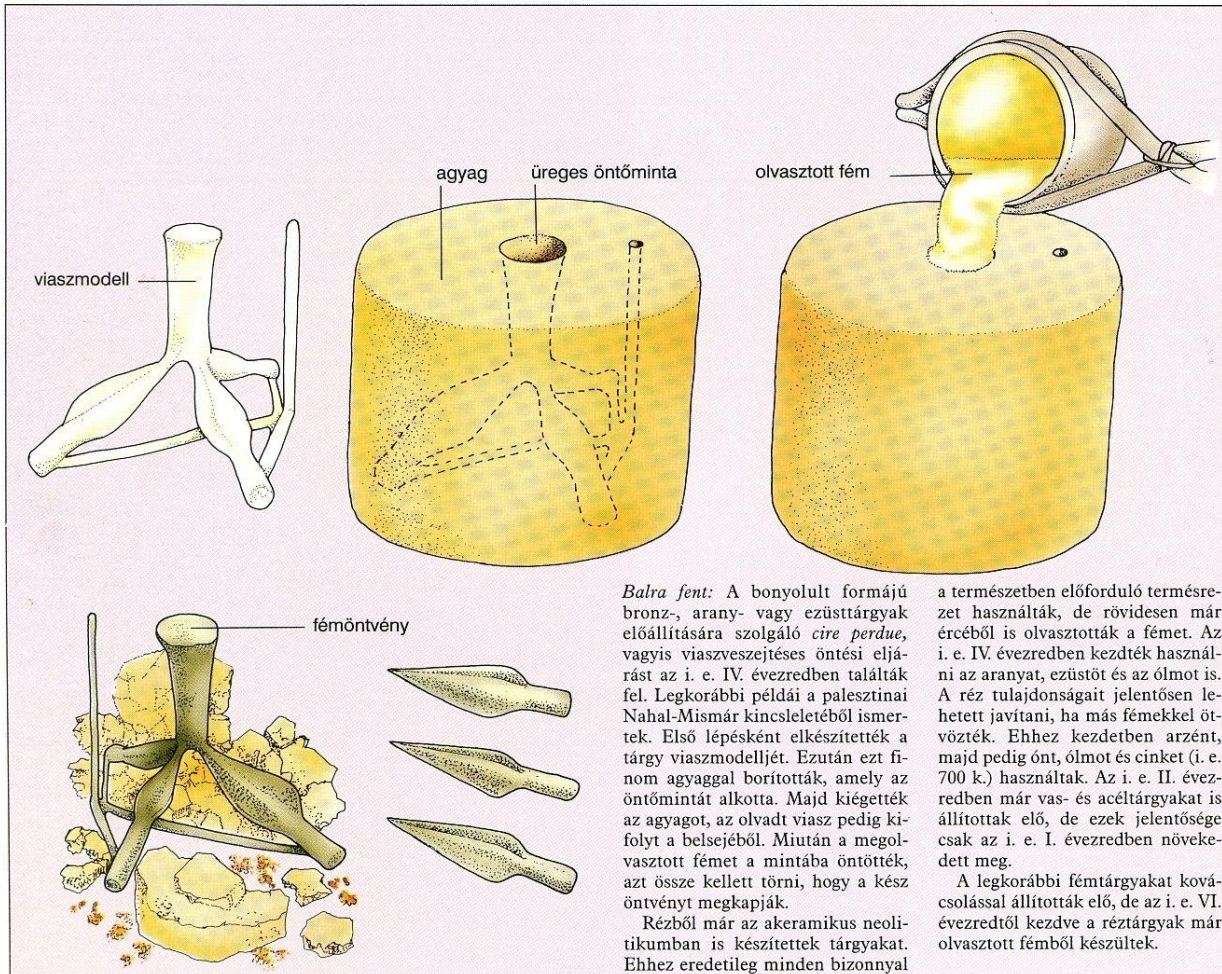 agyag
üreges öntőminta
olvasztott fém
viaszmodell
fémöntvény
Balra fent: A bonyolult formájú
bronz-, arany- vagy ezüsttárgyak
előállítására szolgáló cire perdue,
vagyis viaszveszejtéses öntési eljá-
rást az i. e. IV. évezredben találták
fel. Legkorábbi példái a palesztinai
Nahal-Mismár kincsleletéből ismer-
tek. Első lépésként elkészítették a
tárgy viaszmodelljét. Ezután ezt fi-
nom agyaggal borították, amely az
öntőmintát alkotta. Majd kiégették
az agyagot, az olvadt viasz pedig ki-
folyt a belsejéből. Miután a megol-
vasztott fémet a mintába öntötték,
azt össze kellett törni, hogy a kész
öntvényt megkapják.
Rézből már az akeramikus neoli-
tikumban is készítettek tárgyakat.
Ehhez eredetileg minden bizonnyal
a természetben előforduló termésre-
zet használták, de rövidesen már
ércéből is olvasztották a fémet. Az
i. e. IV. évezredben kezdték használ-
ni az aranyat, ezüstöt és az ólmot is.
A réz tulajdonságait jelentősen le-
hetett javítani, ha más fémekkel öt-
vözték. Ehhez kezdetben arzént,
majd pedig ónt, ólmot és cinket (i. e.
700 k.) használtak. Az i. e. II. évez-
redben már vas- és acéltárgyakat is
állítottak elő, de ezek jelentősége
csak az i. e. I. évezredben növeke-
dett meg.
A legkorábbi fémtárgyakat ková-
csolással állították elő, de az i. e. VI.
évezredtől kezdve a réztárgyak már
olvasztott fémből készültek.